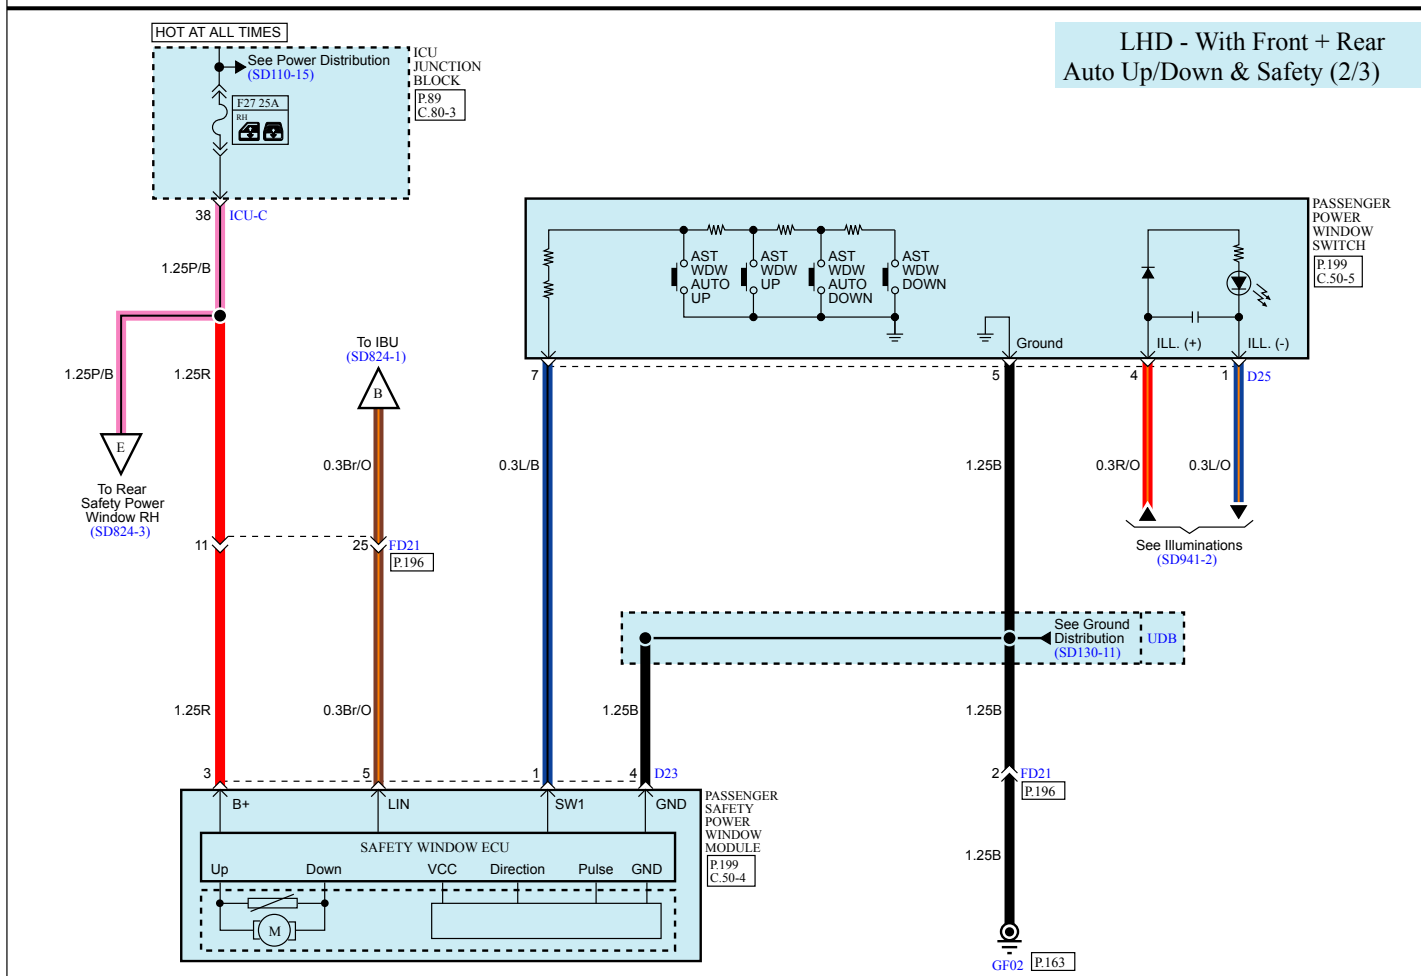 HOT AT ALL TIMES
LHD - With Front + Rear
Auto Up/Down & Safety (2/3)
See Power Distribution
(SD110-15)
ICU
JUNCTION
BLOCK
P.89
C.80-3
F27 25A
RH
38
ICU-C
1.25P/B
1.25P/B
1.25R
E
To Rear
Safety Power
Window RH
(SD824-3)
To IBU
(SD824-1)
B
0.3Br/O
11
25
FD21
P.196
PASSENGER
POWER
WINDOW
SWITCH
P.199
C.50-5
AST
WDW
AUTO
UP
AST
WDW
UP
AST
WDW
AUTO
DOWN
AST
WDW
DOWN
Ground
ILL. (+)
ILL. (-)
7
5
4
1
D25
0.3L/B
1.25B
0.3R/O
0.3L/O
See Illuminations
(SD941-2)
See Ground
Distribution
(SD130-11)
UDB
1.25R
0.3Br/O
1.25B
1.25B
3
5
1
4
D23
2
FD21
P.196
B+
LIN
SW1
GND
PASSENGER
SAFETY
POWER
WINDOW
MODULE
P.199
C.50-4
SAFETY WINDOW ECU
Up
Down
VCC
Direction
Pulse
GND
M
1.25B
GF02
P.163